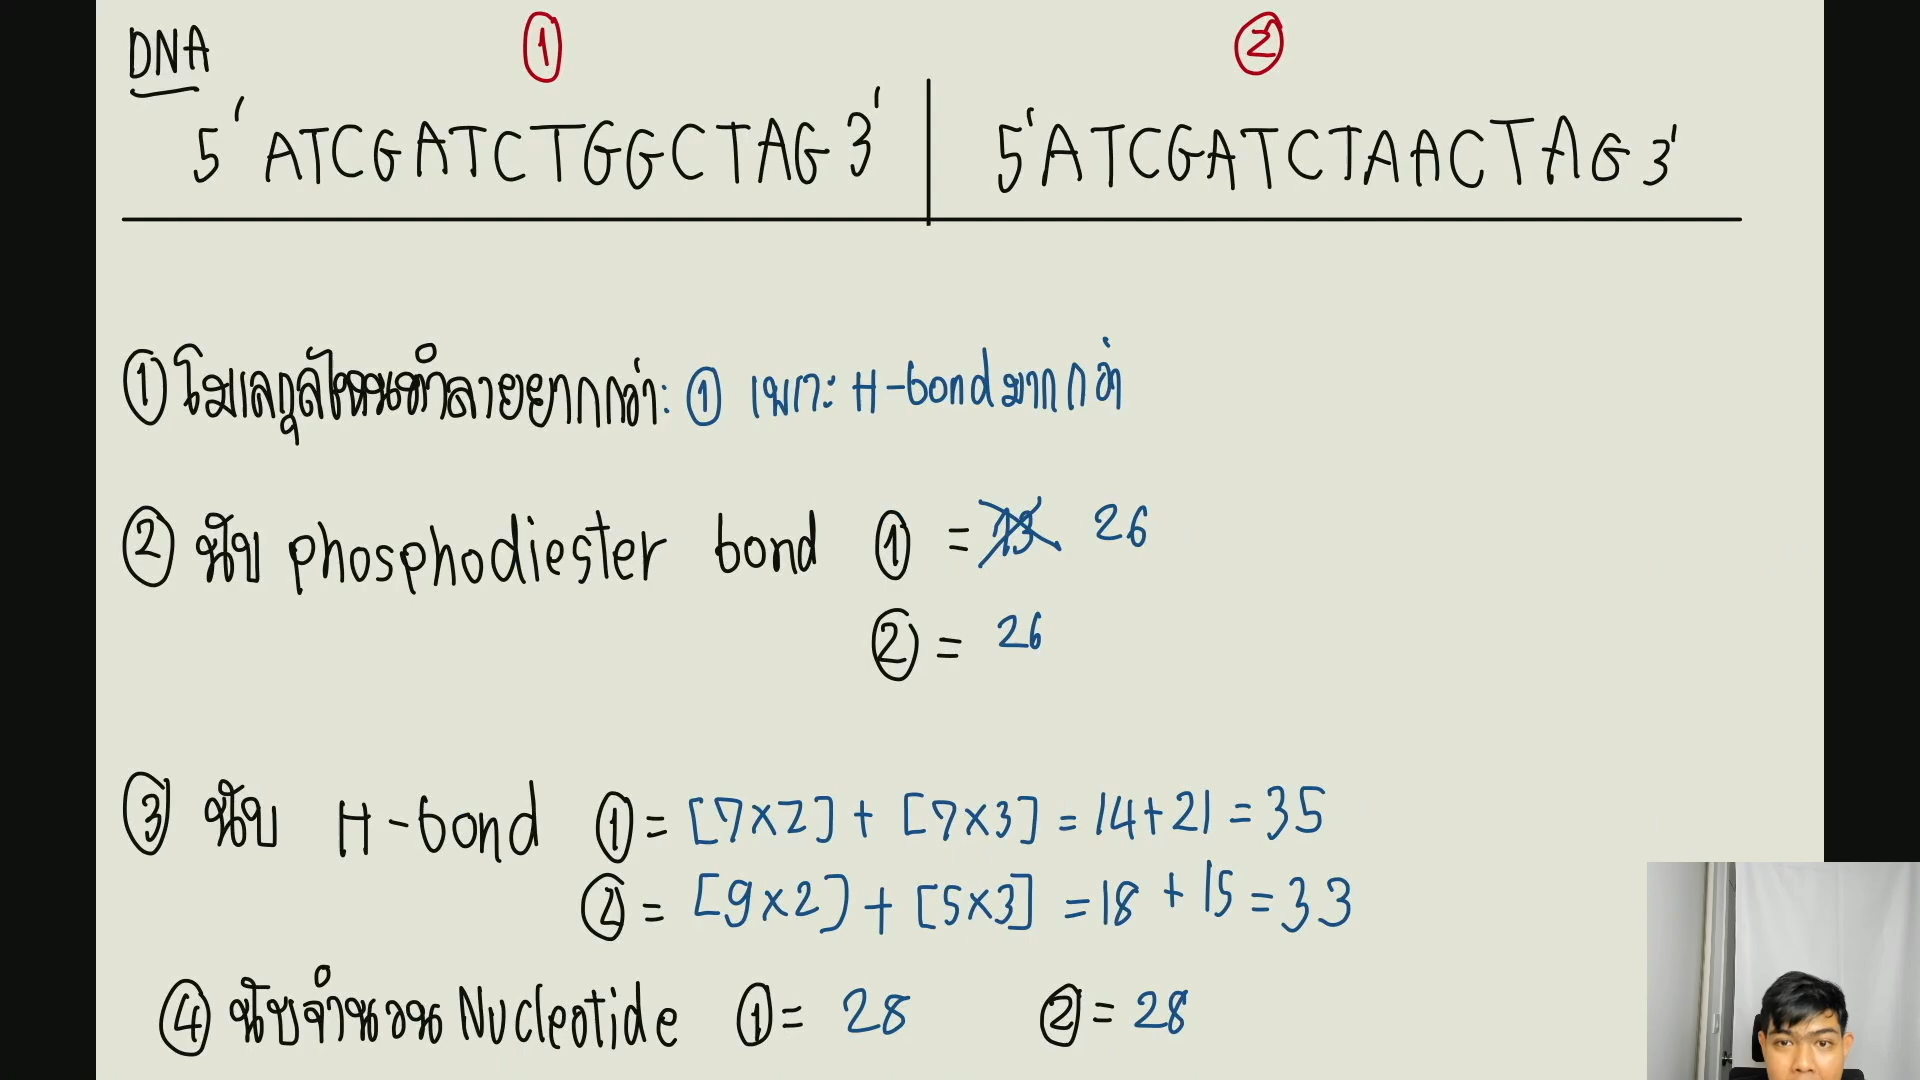 DNA
① ②
5' ATCGATCTGGCTAG 3' 5' ATCGATCTAACTAG 3'
① โมเลกุลไหนทำลายยากกว่า: ① เพราะ H-bond มากกว่า
② นับ phosphodiester bond ① = 13 26
② = 26
③ นับ H-bond ① = [7x2] + [7x3] = 14+21 = 35
② = [9x2] + [5x3] = 18 + 15 = 33
④ นับจำนวน Nucleotide ① = 28 ② = 28